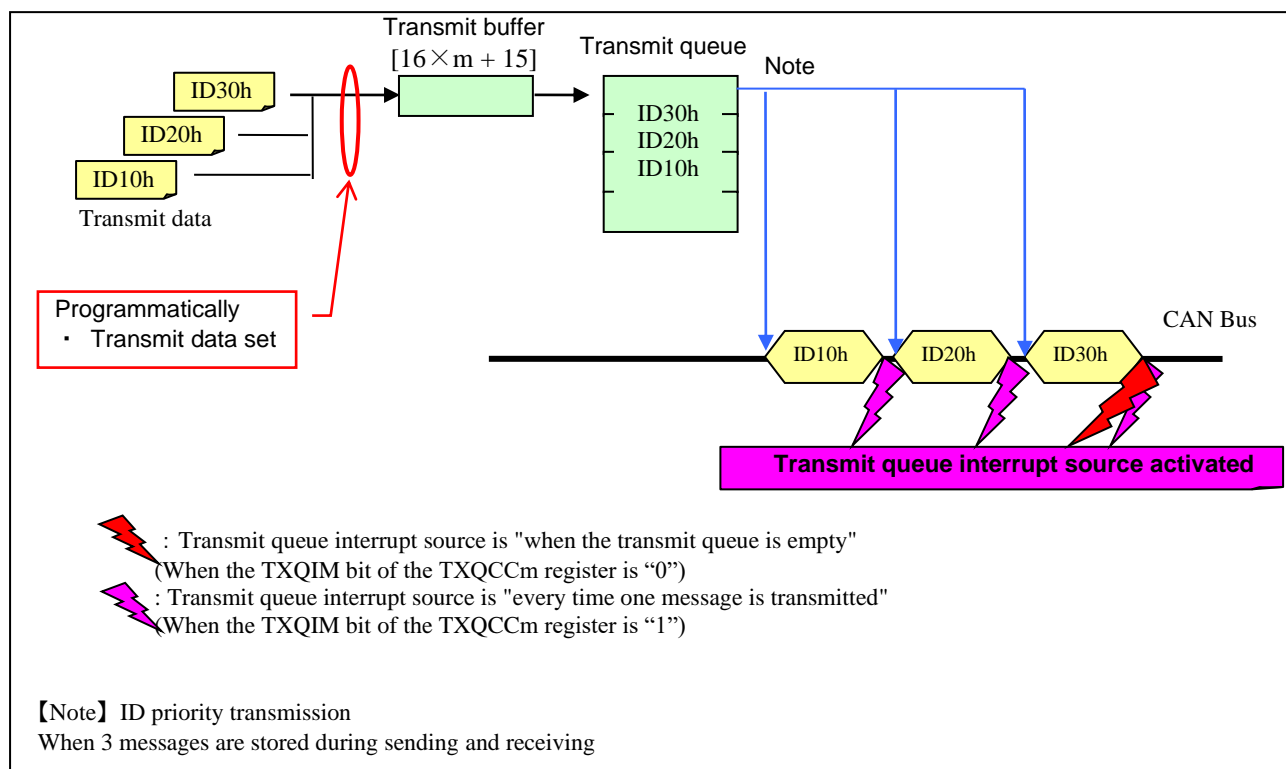 Transmit buffer
[16×m + 15]
Transmit queue
Note
ID30h
ID20h
ID10h
Transmit data
ID30h
ID20h
ID10h
Programmatically
・ Transmit data set
CAN Bus
ID10h
ID20h
ID30h
Transmit queue interrupt source activated
: Transmit queue interrupt source is "when the transmit queue is empty"
(When the TXQIM bit of the TXQCCm register is “0”)
: Transmit queue interrupt source is "every time one message is transmitted"
(When the TXQIM bit of the TXQCCm register is “1”)
【Note】ID priority transmission
When 3 messages are stored during sending and receiving